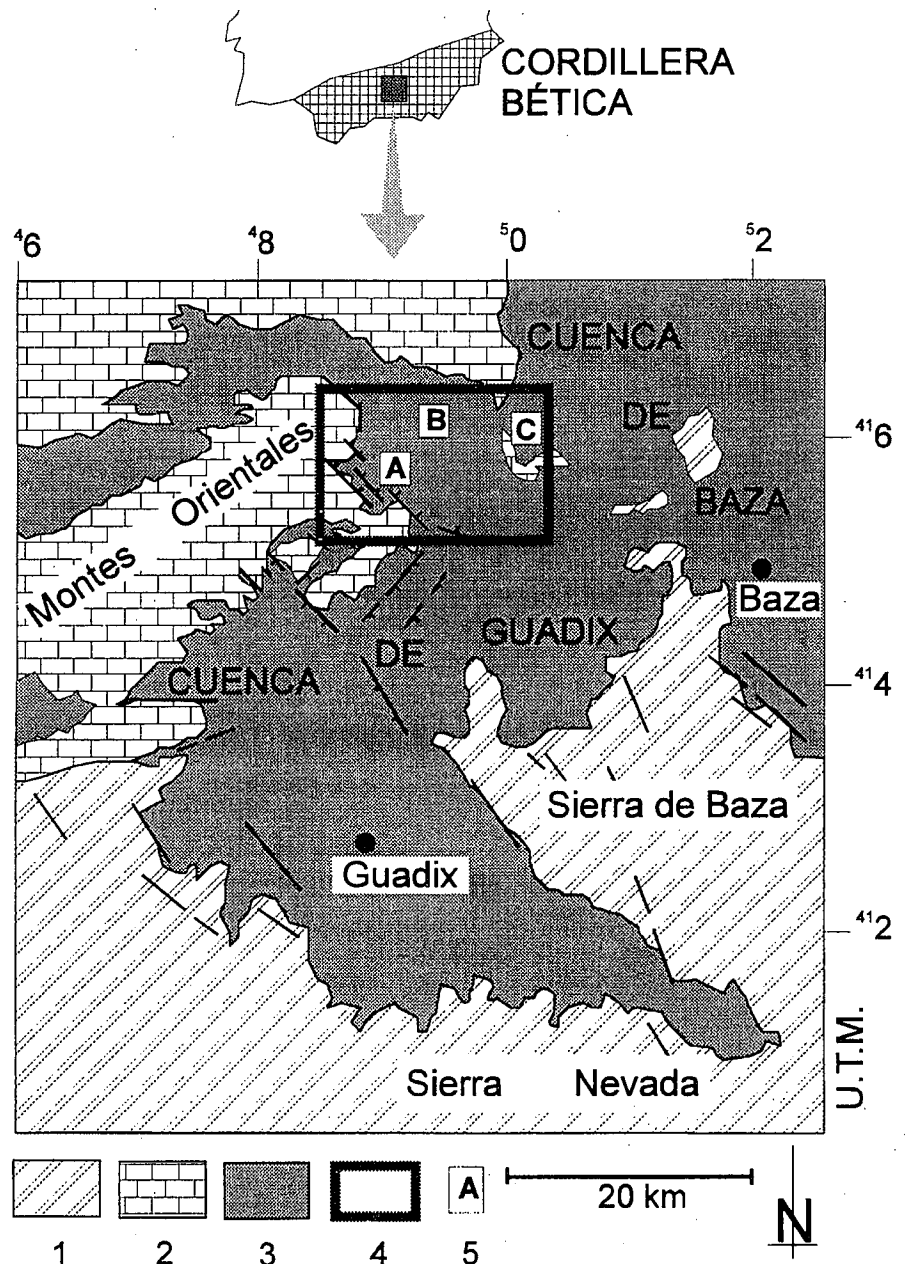 CORDILLERA
BÉTICA
⁴6 ⁴8 ⁵0 ⁵2
CUENCA
DE
BAZA
B
C
A
⁴¹6
Montes Orientales
Baza
GUADIX
DE
CUENCA
⁴¹4
Sierra de Baza
Guadix
⁴¹2
Sierra Nevada
U.T.M.
A
20 km
N
1 2 3 4 5